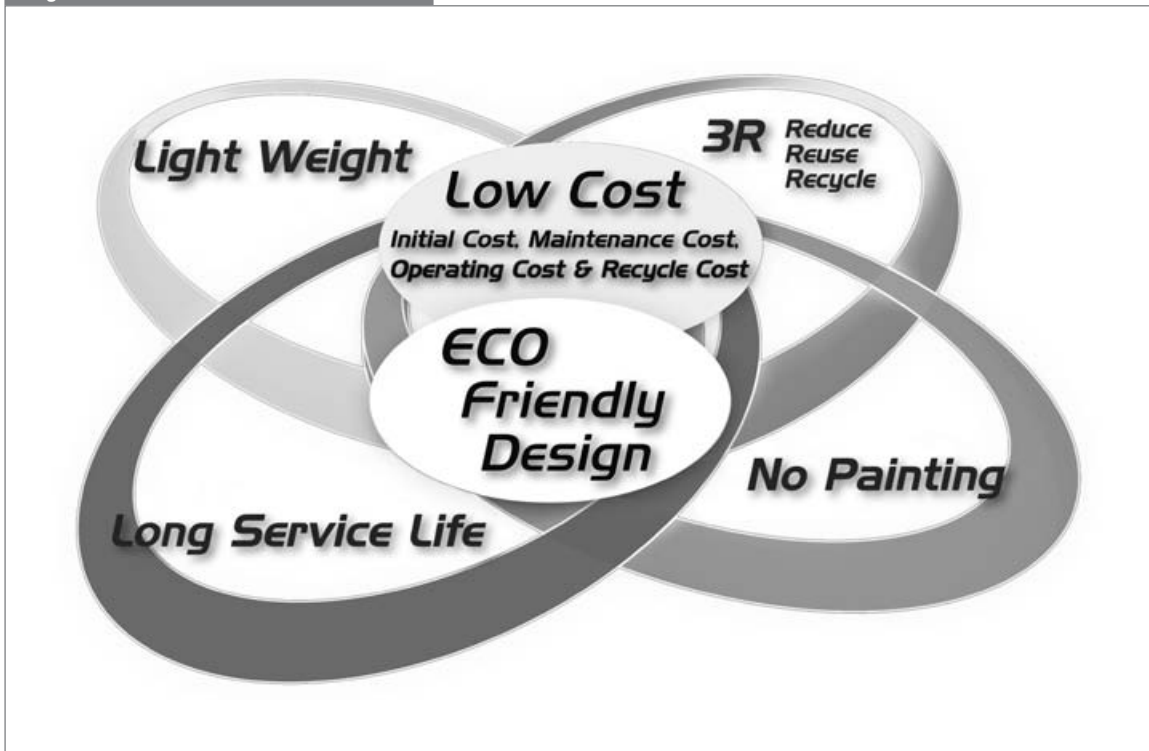 Light Weight
3R Reduce
Reuse
Recycle
Low Cost
Initial Cost, Maintenance Cost,
Operating Cost & Recycle Cost
ECO
Friendly
Design
No Painting
Long Service Life